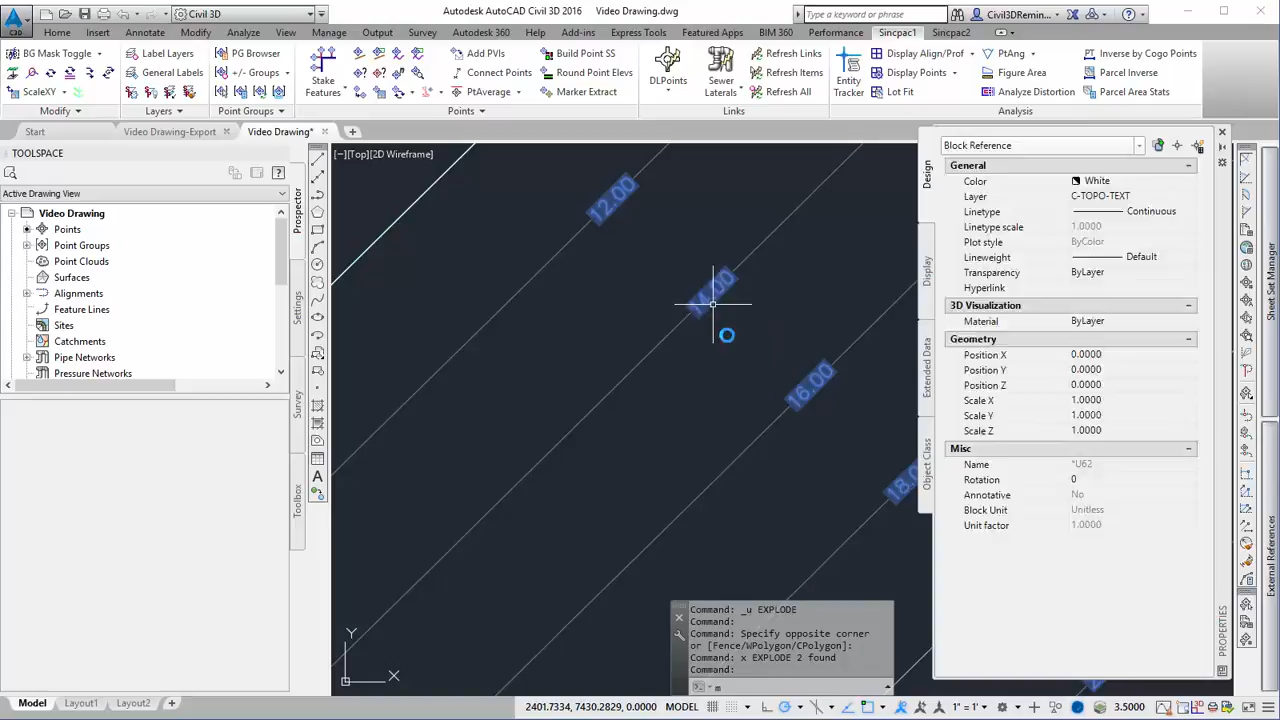 Civil 3D
Autodesk AutoCAD Civil 3D 2016 Video Drawing.dwg
Type a keyword or phrase
Civil3DRemin...
Home Insert Annotate Modify Analyze View Manage Output Survey Autodesk 360 Help Add-ins Express Tools Featured Apps BIM 360 Performance Sincpac1 Sincpac2
BG Mask Toggle
ScaleXY
Modify
Label Layers
General Labels
Layers
PG Browser
+/- Groups
Point Groups
Stake
Features
Add PVIs
Connect Points
PtAverage
Build Point SS
Round Point Elevs
Marker Extract
Points
DLPoints
Sewer
Laterals
Refresh Links
Refresh Items
Refresh All
Links
Entity
Tracker
Display Align/Prof
Display Points
Lot Fit
PtAng
Figure Area
Analyze Distortion
Inverse by Cogo Points
Parcel Inverse
Parcel Area Stats
Analysis
Start Video Drawing-Export Video Drawing*
TOOLSPACE
Active Drawing View
Video Drawing
Points
Point Groups
Point Clouds
Surfaces
Alignments
Feature Lines
Sites
Catchments
Pipe Networks
Pressure Networks
Prospector
Settings
Survey
Toolbox
[−][Top][2D Wireframe]
12.00
14.00
16.00
Y
X
Command: _u EXPLODE
Command:
Command: Specify opposite corner
or [Fence/WPolygon/CPolygon]:
Command: x EXPLODE 2 found
Command:
m
Design
Display
Extended Data
Object Class
Block Reference
General
Color White
Layer C-TOPO-TEXT
Linetype Continuous
Linetype scale 1.0000
Plot style ByColor
Lineweight Default
Transparency ByLayer
Hyperlink
3D Visualization
Material ByLayer
Geometry
Position X 0.0000
Position Y 0.0000
Position Z 0.0000
Scale X 1.0000
Scale Y 1.0000
Scale Z 1.0000
Misc
Name *U62
Rotation 0
Annotative No
Block Unit Unitless
Unit factor 1.0000
PROPERTIES
Sheet Set Manager
External References
Model Layout1 Layout2
2401.7334, 7430.2829, 0.0000 MODEL 1" = 1' 3.5000